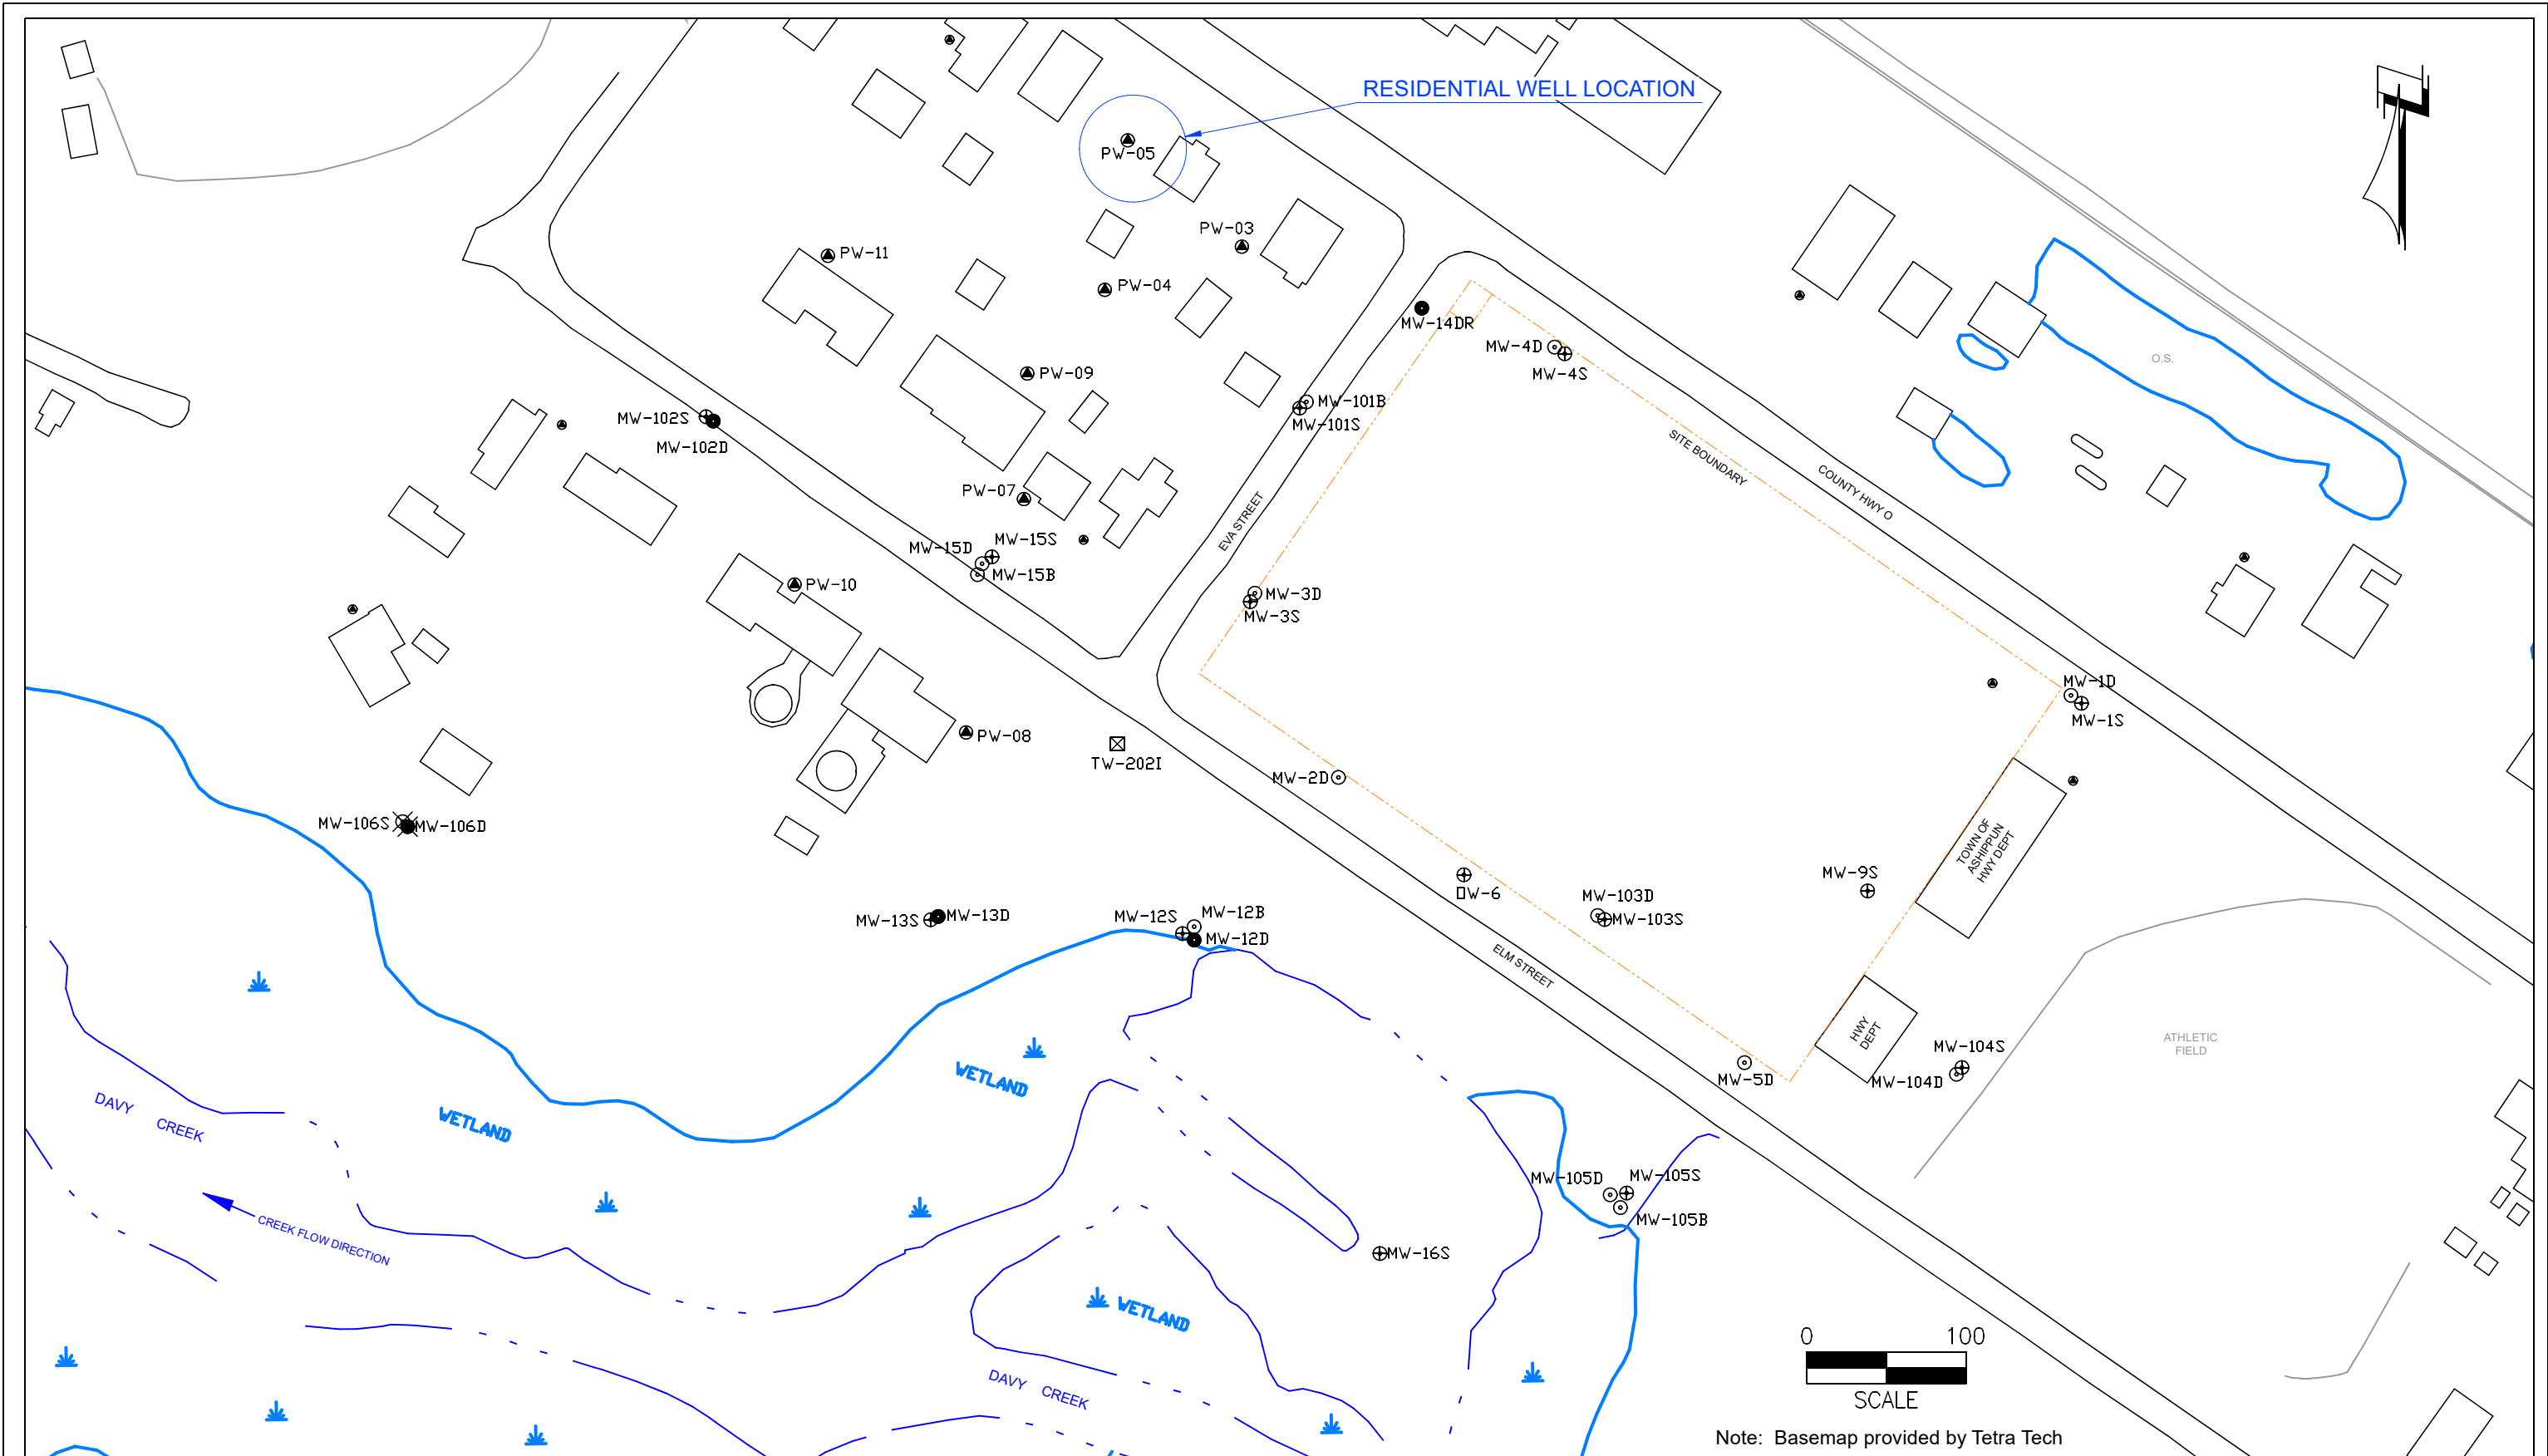 RESIDENTIAL WELL LOCATION
PW-05
PW-03
PW-11
PW-04
MW-14DR
MW-4D
MW-4S
O.S.
PW-09
MW-101B
MW-101S
MW-102S
MW-102D
SITE BOUNDARY
COUNTY HWY O
PW-07
EVA STREET
MW-15S
MW-15D
MW-15B
PW-10
MW-3D
MW-3S
MW-1D
MW-1S
PW-08
TW-202I
MW-2D
MW-106S
MW-106D
TOWN OF
ASHIPPUN
HWY DEPT
MW-9S
OW-6
MW-103D
MW-103S
MW-13S
MW-13D
MW-12S
MW-12B
MW-12D
ELM STREET
HWY
DEPT
ATHLETIC
FIELD
MW-104S
MW-104D
MW-5D
WETLAND
DAVY CREEK
WETLAND
MW-105D
MW-105S
MW-105B
CREEK FLOW DIRECTION
MW-16S
WETLAND
DAVY CREEK
0 100
SCALE
Note: Basemap provided by Tetra Tech